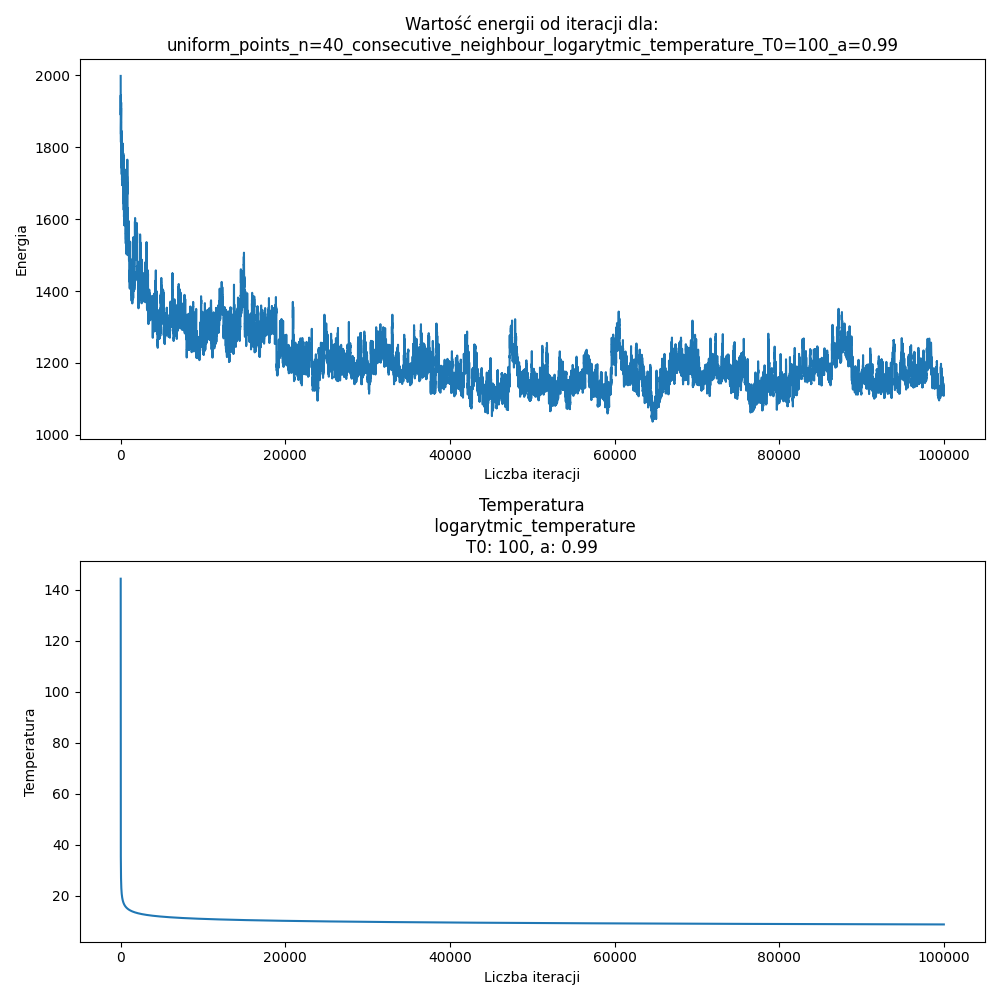 Wartość energii od iteracji dla:
uniform_points_n=40_consecutive_neighbour_logarytmic_temperature_T0=100_a=0.99
2000
1800
1600
1400
1200
1000
Energia
0 20000 40000 60000 80000 100000
Liczba iteracji
Temperatura
logarytmic_temperature
T0: 100, a: 0.99
140
120
100
80
60
40
20
Temperatura
0 20000 40000 60000 80000 100000
Liczba iteracji